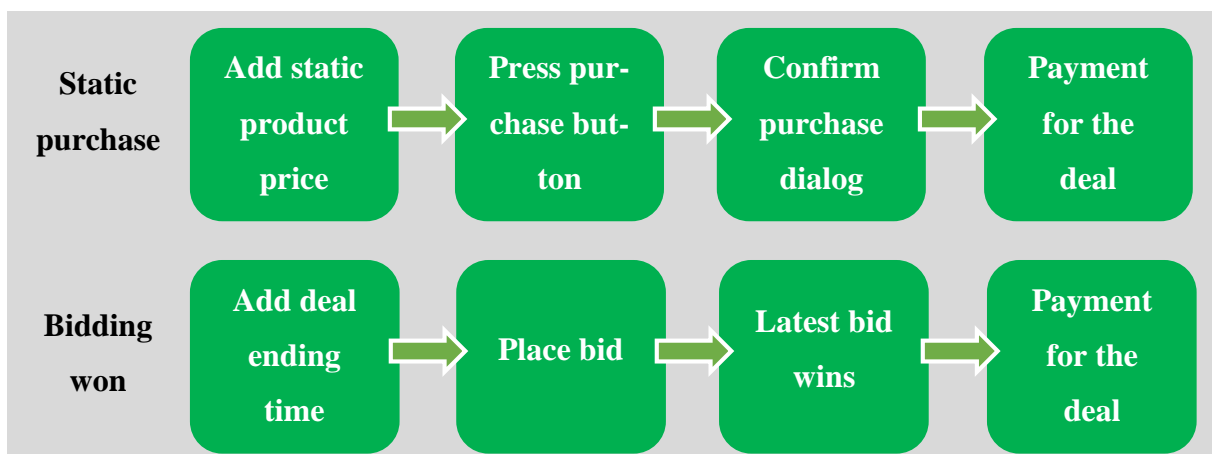 Static
purchase
Add static
product
price
Press pur-
chase but-
ton
Confirm
purchase
dialog
Payment
for the
deal
Bidding
won
Add deal
ending
time
Place bid
Latest bid
wins
Payment
for the
deal